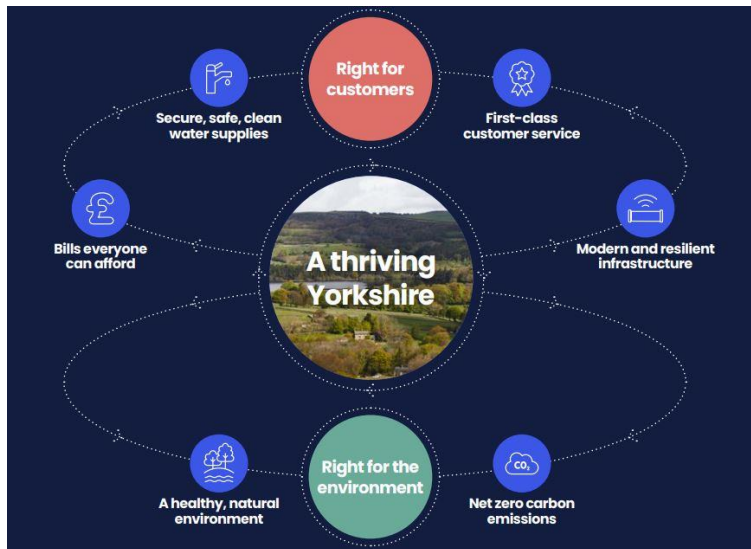 Right for
customers
Secure, safe, clean
water supplies
First-class
customer service
£
Bills everyone
can afford
A thriving
Yorkshire
Modern and resilient
infrastructure
A healthy, natural
environment
Right for the
environment
CO₂
Net zero carbon
emissions